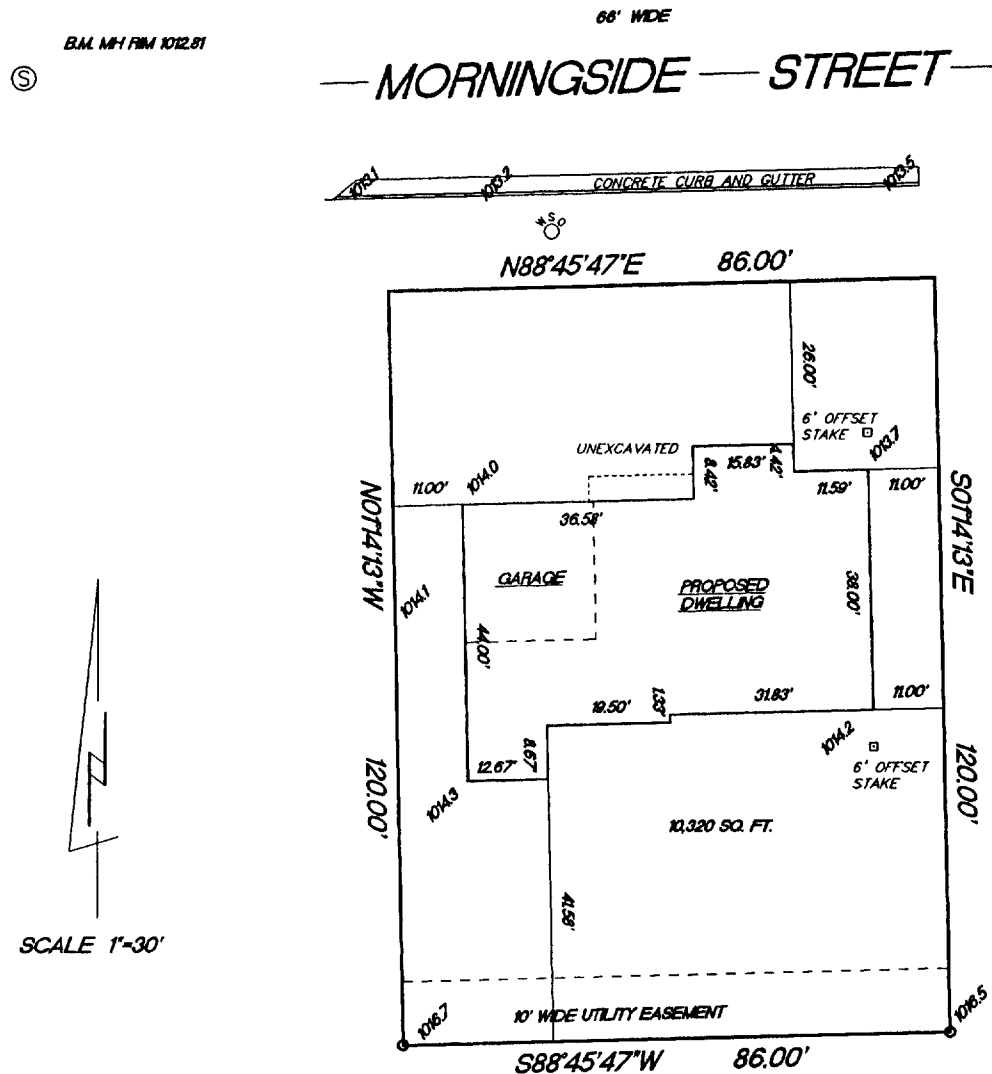 66' WIDE
B.M. MH RIM 1012.81
S
MORNINGSIDE STREET
1013.1
1013.2
CONCRETE CURB AND GUTTER
1013.5
W S O
N88°45'47"E 86.00'
26.00'
6' OFFSET
STAKE
1013.7
UNEXCAVATED
15.83'
4.42'
8.42'
11.59'
11.00'
11.00'
1014.0
36.58'
N01°14'13"W
S01°14'13"E
GARAGE
PROPOSED
DWELLING
38.00'
1014.1
44.00'
19.50'
1.33'
31.83'
11.00'
8.67'
12.67'
1014.2
6' OFFSET
STAKE
1014.3
120.00'
120.00'
10,320 SQ. FT.
41.58'
SCALE 1"=30'
1016.7
10' WIDE UTILITY EASEMENT
1016.5
S88°45'47"W 86.00'